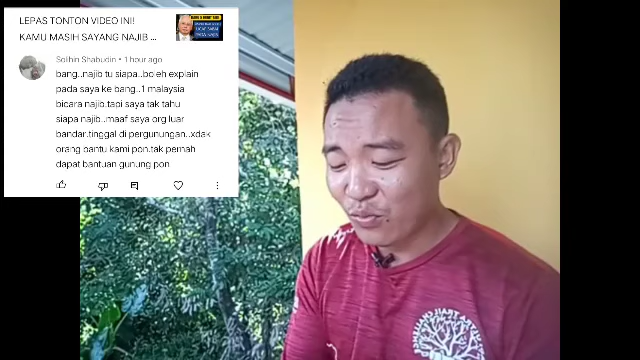 LEPAS TONTON VIDEO INI!
KAMU MASIH SAYANG NAJIB ...
Solihin Shabudin • 1 hour ago
bang..najib tu siapa..bo eh explain
pada saya ke bang..1 malaysia
bicara najib.tapi saya tak tahu
siapa najib..maaf saya org luar
bandar.tinggal di pergunungan..xdak
orang bantu kami pon.tak pernah
dapat bantuan gunung pon